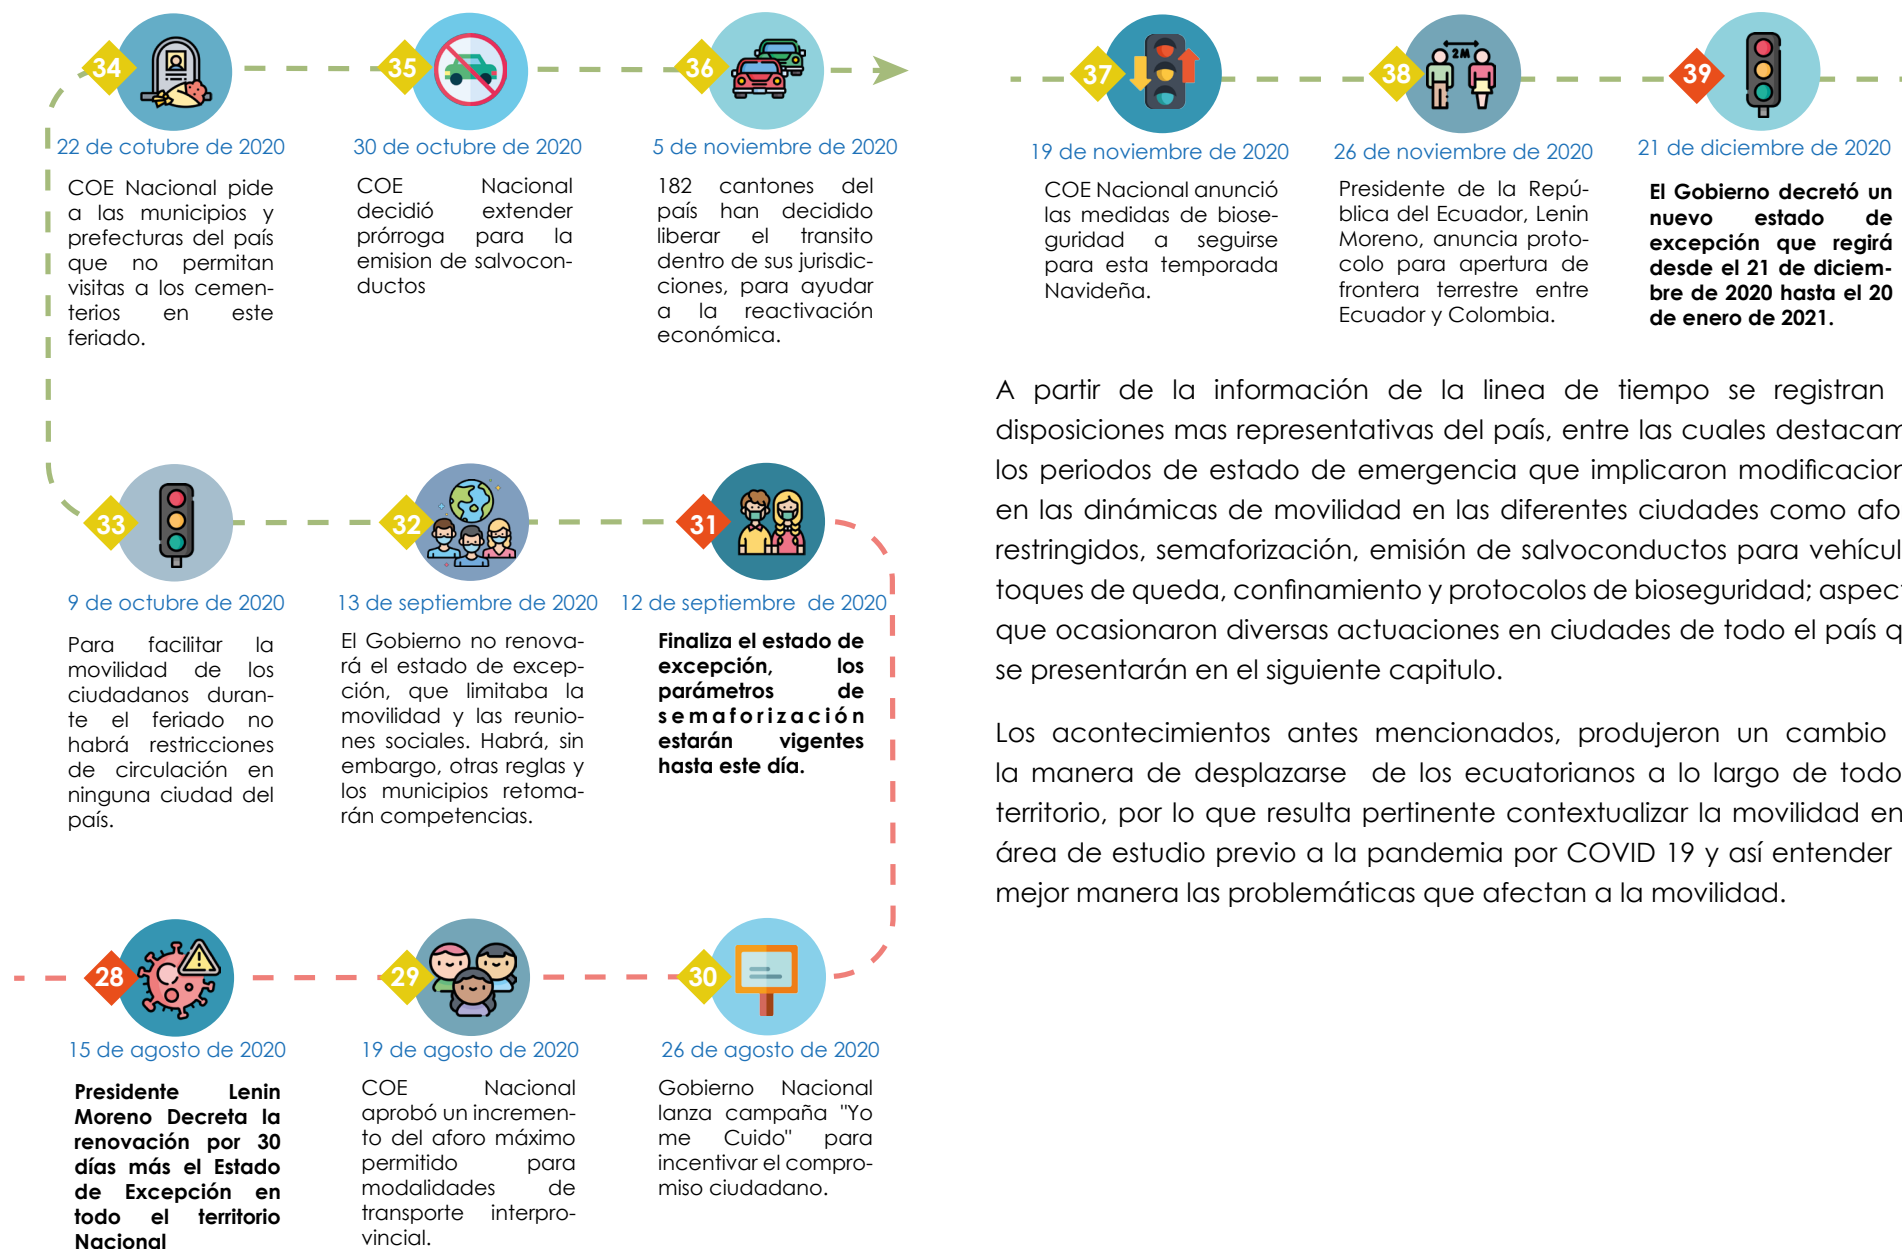 34
22 de cotubre de 2020
COE Nacional pide
a las municipios y
prefecturas del país
que no permitan
visitas a los cemen-
terios en este
feriado.
35
30 de octubre de 2020
COE Nacional
decidió extender
prórroga para la
emision de salvocon-
ductos
36
5 de noviembre de 2020
182 cantones del
país han decidido
liberar el transito
dentro de sus jurisdic-
ciones, para ayudar
a la reactivación
económica.
33
9 de octubre de 2020
Para facilitar la
movilidad de los
ciudadanos duran-
te el feriado no
habrá restricciones
de circulación en
ninguna ciudad del
país.
32
13 de septiembre de 2020
El Gobierno no renova-
rá el estado de excep-
ción, que limitaba la
movilidad y las reunio-
nes sociales. Habrá, sin
embargo, otras reglas y
los municipios retoma-
rán competencias.
31
12 de septiembre de 2020
Finaliza el estado de
excepción, los
parámetros de
semaforización
estarán vigentes
hasta este día.
28
15 de agosto de 2020
Presidente Lenin
Moreno Decreta la
renovación por 30
días más el Estado
de Excepción en
todo el territorio
Nacional
29
19 de agosto de 2020
COE Nacional
aprobó un incremen-
to del aforo máximo
permitido para
modalidades de
transporte interpro-
vincial.
30
26 de agosto de 2020
Gobierno Nacional
lanza campaña "Yo
me Cuido" para
incentivar el compro-
miso ciudadano.
37
19 de noviembre de 2020
COE Nacional anunció
las medidas de biose-
guridad a seguirse
para esta temporada
Navideña.
38
2M
26 de noviembre de 2020
Presidente de la Repú-
blica del Ecuador, Lenin
Moreno, anuncia proto-
colo para apertura de
frontera terrestre entre
Ecuador y Colombia.
39
21 de diciembre de 2020
El Gobierno decretó un
nuevo estado de
excepción que regirá
desde el 21 de diciem-
bre de 2020 hasta el 20
de enero de 2021.
A partir de la información de la linea de tiempo se registran
disposiciones mas representativas del país, entre las cuales destacam
los periodos de estado de emergencia que implicaron modificacion
en las dinámicas de movilidad en las diferentes ciudades como afo
restringidos, semaforización, emisión de salvoconductos para vehícul
toques de queda, confinamiento y protocolos de bioseguridad; aspect
que ocasionaron diversas actuaciones en ciudades de todo el país q
se presentarán en el siguiente capitulo.
Los acontecimientos antes mencionados, produjeron un cambio
la manera de desplazarse de los ecuatorianos a lo largo de todo
territorio, por lo que resulta pertinente contextualizar la movilidad en
área de estudio previo a la pandemia por COVID 19 y así entender
mejor manera las problemáticas que afectan a la movilidad.